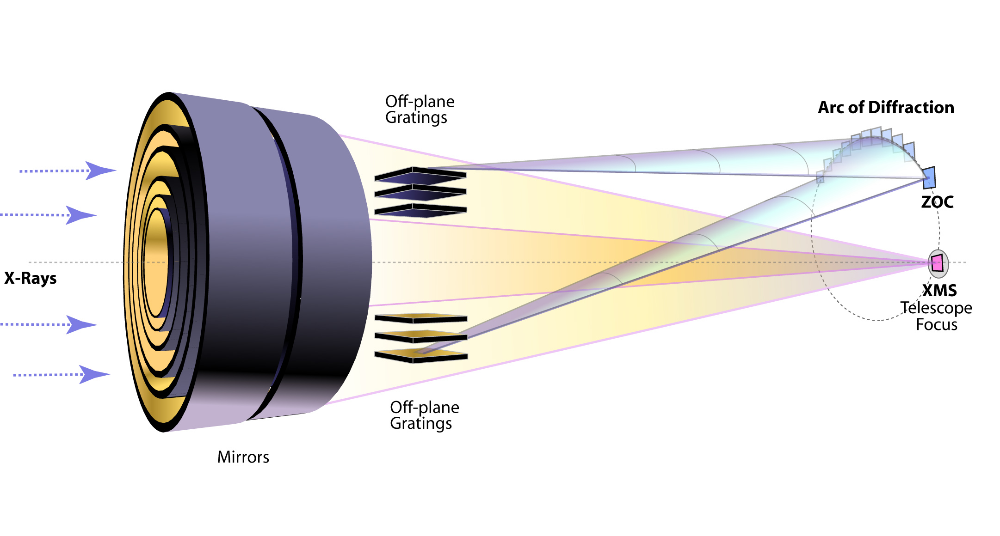 Off-plane
Gratings
Arc of Diffraction
ZOC
X-Rays
XMS
Telescope
Focus
Off-plane
Gratings
Mirrors